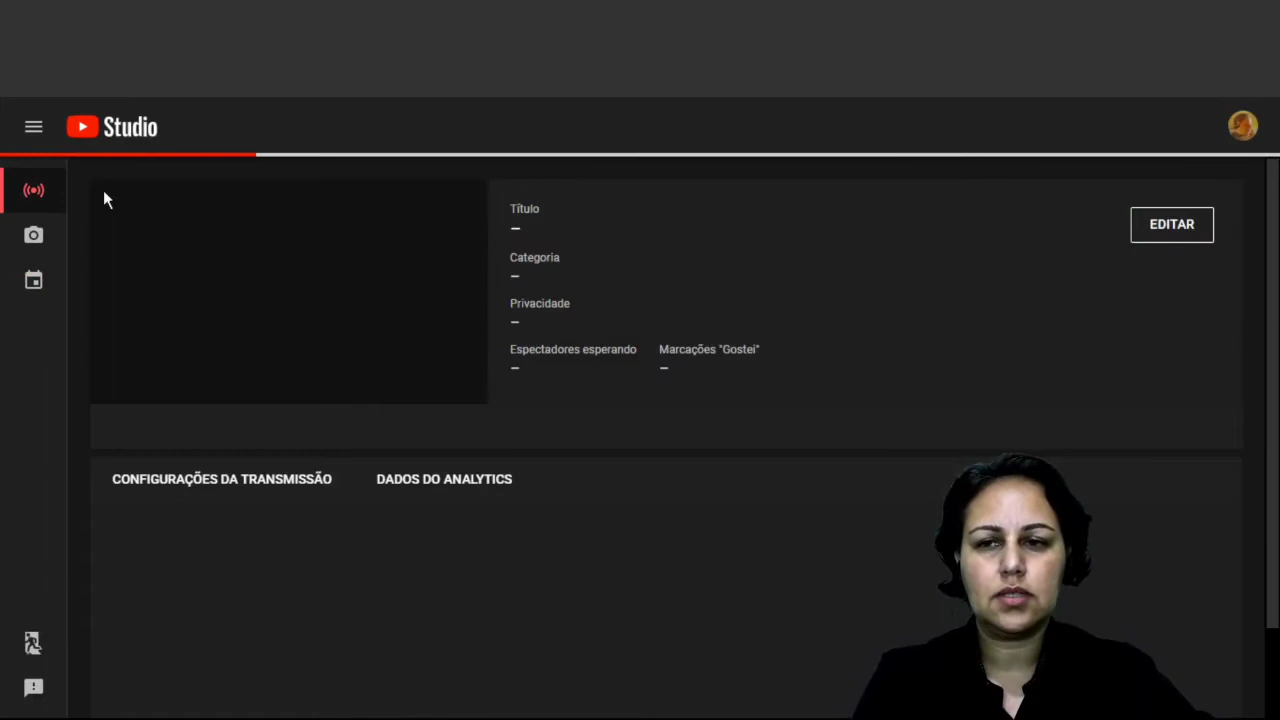 Studio
Título
–
EDITAR
Categoria
–
Privacidade
–
Espectadores esperando Marcações "Gostei"
– –
CONFIGURAÇÕES DA TRANSMISSÃO DADOS DO ANALYTICS